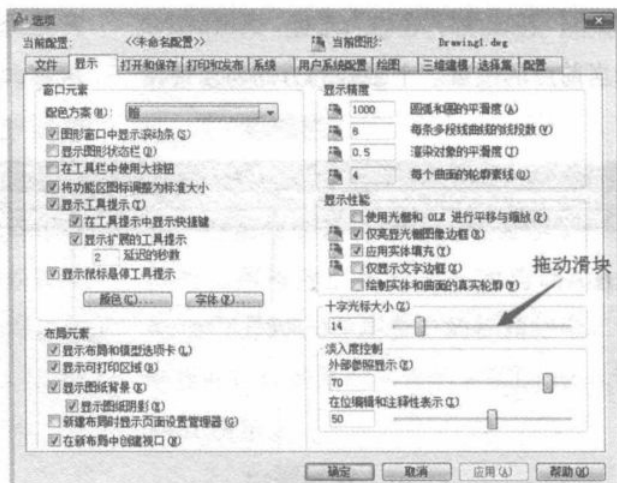 选项
当前配置: <<未命名配置>> 当前图形: Drawing1.dwg
文件 显示 打开和保存 打印和发布 系统 用户系统配置 绘图 三维建模 选择集 配置
窗口元素
配色方案(M): 暗
图形窗口中显示滚动条(S)
显示图形状态栏(D)
在工具栏中使用大按钮
将功能区图标调整为标准大小
显示工具提示(T)
在工具提示中显示快捷键
显示扩展的工具提示
2 延迟的秒数
显示鼠标悬停工具提示
颜色(C)... 字体(F)...
布局元素
显示布局和模型选项卡(L)
显示可打印区域(B)
显示图纸背景(K)
显示图纸阴影(E)
新建布局时显示页面设置管理器(G)
在新布局中创建视口(N)
显示精度
1000 圆弧和圆的平滑度(A)
8 每条多段线曲线的线段数(V)
0.5 渲染对象的平滑度(J)
4 每个曲面的轮廓素线(O)
显示性能
使用光栅和 OLE 进行平移与缩放(P)
仅亮显光栅图像边框(R)
应用实体填充(Y)
仅显示文字边框(X)
绘制实体和曲面的真实轮廓(W)
十字光标大小(Z)
14
拖动滑块
淡入度控制
外部参照显示(E)
70
在位编辑和注释性表示(I)
50
确定 取消 应用(A) 帮助(H)